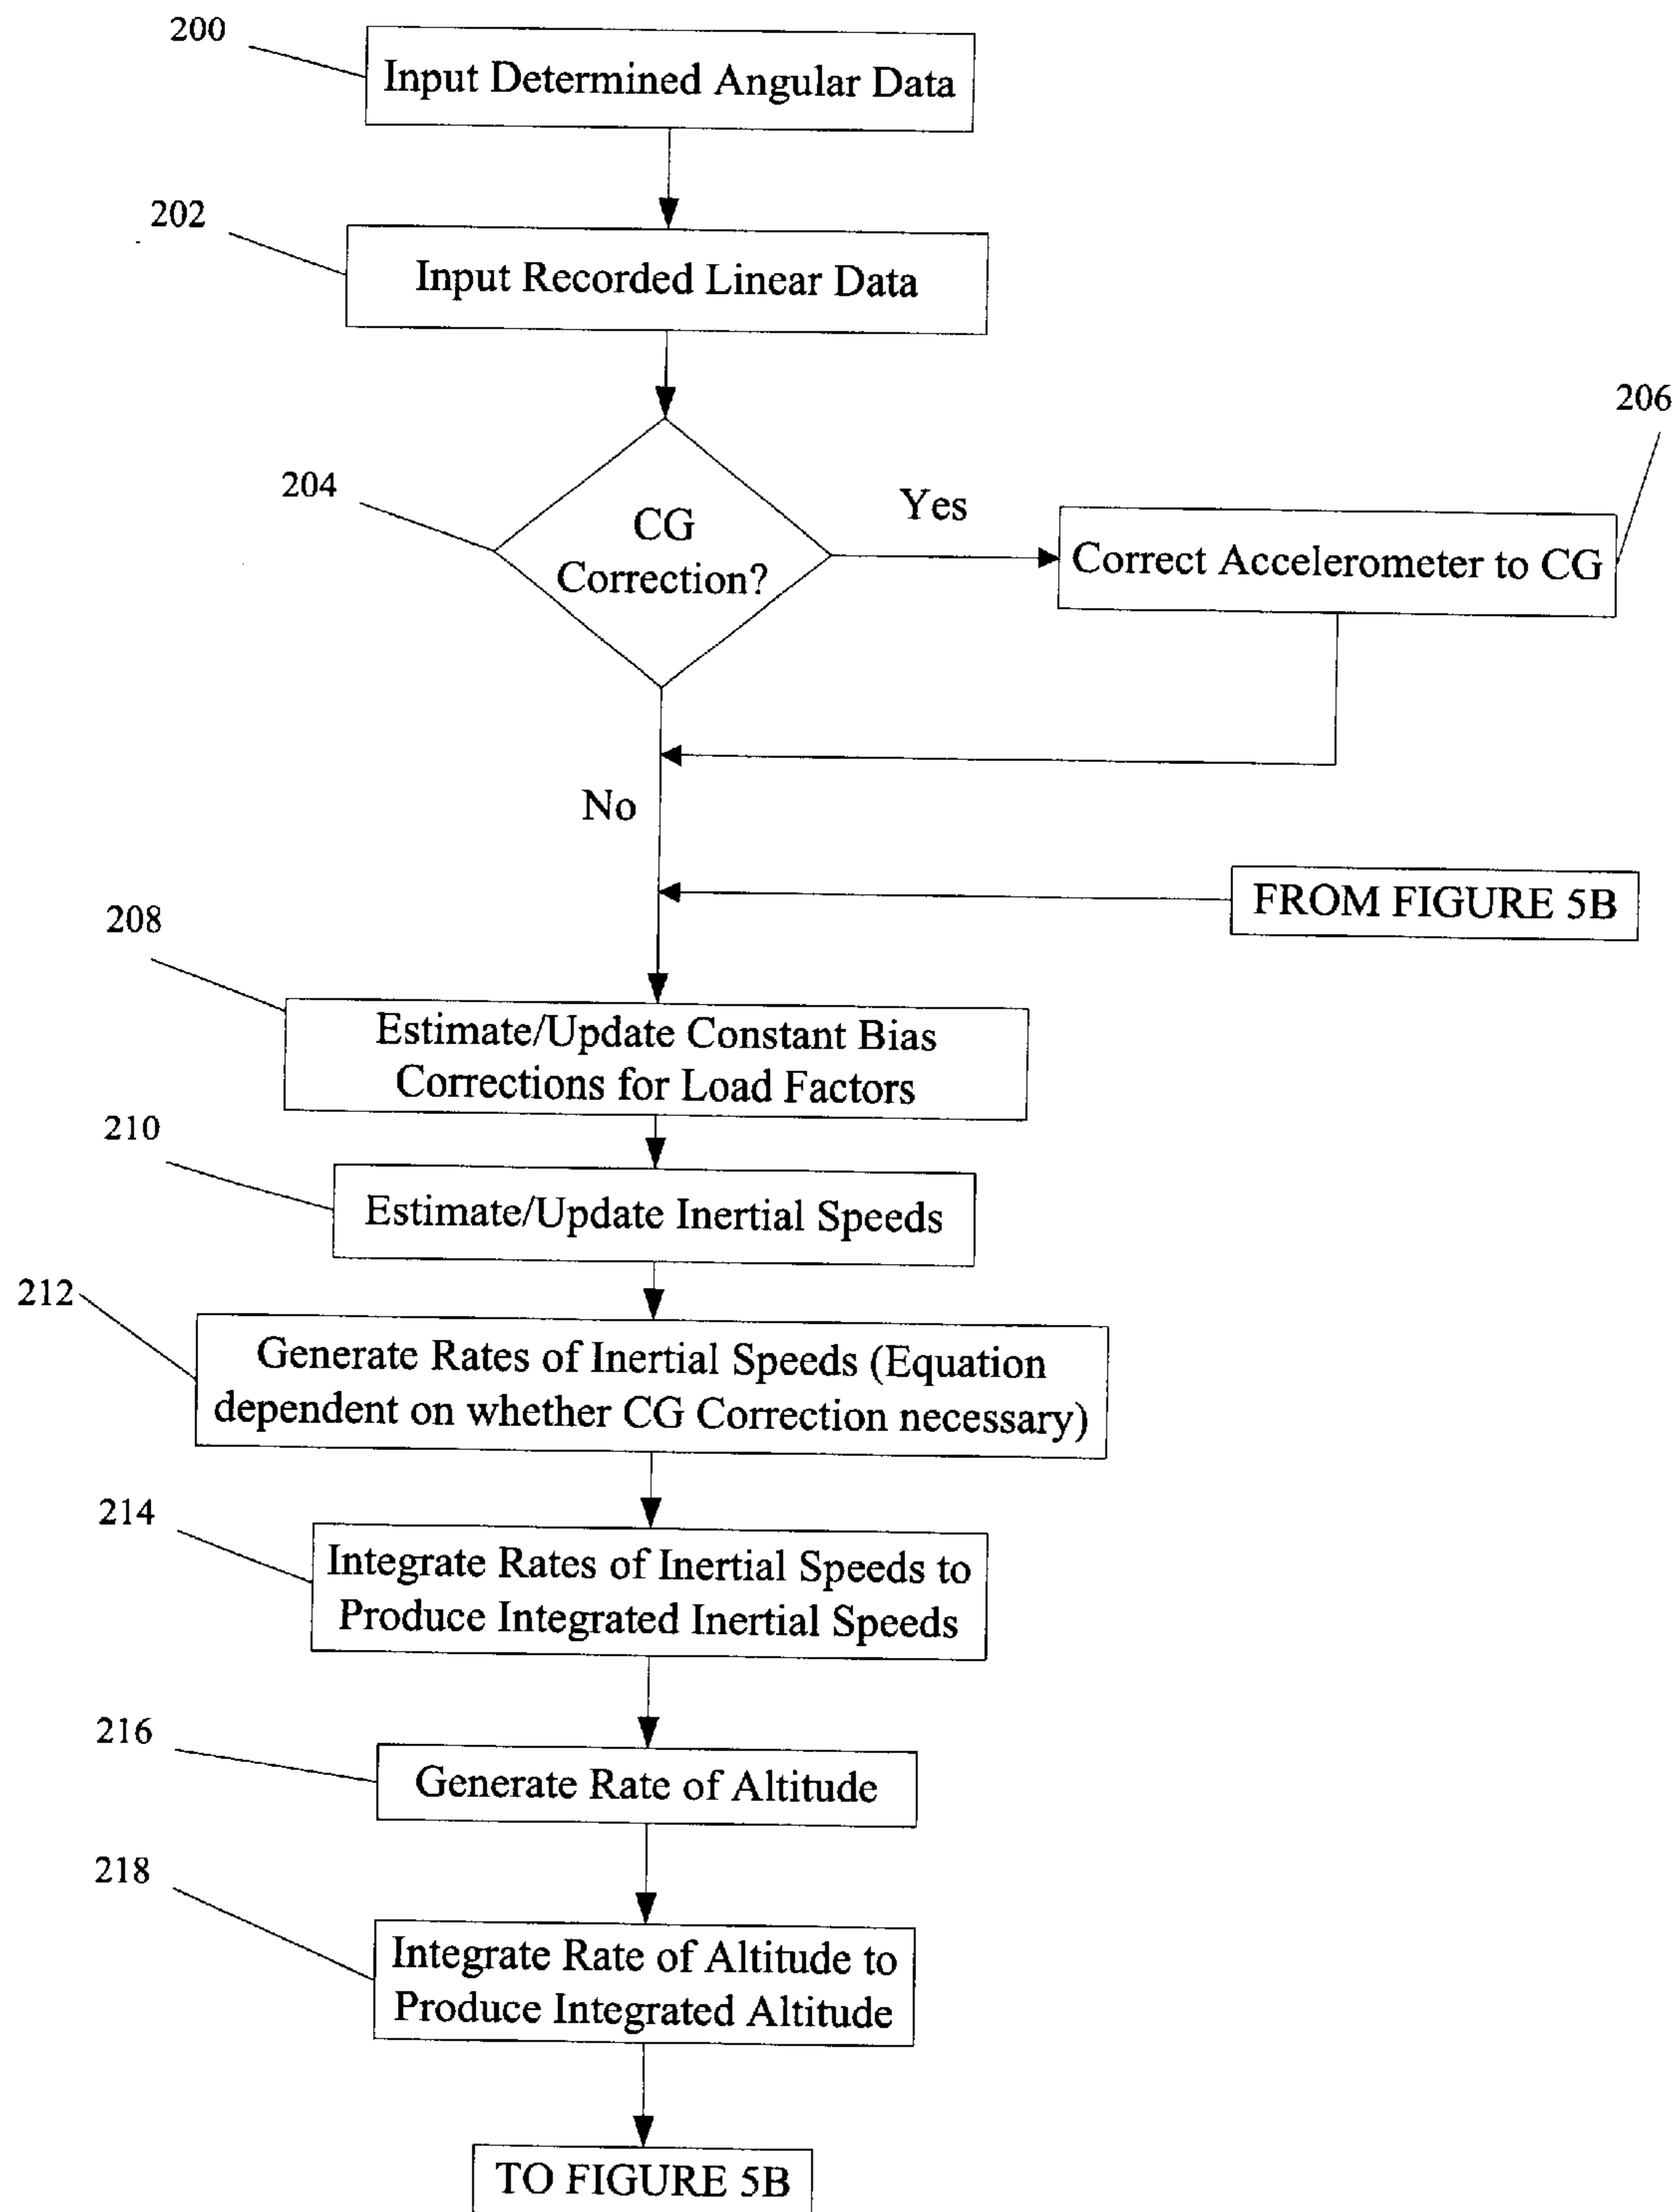 200
Input Determined Angular Data
202
Input Recorded Linear Data
206
204
CG
Correction?
Yes
Correct Accelerometer to CG
No
FROM FIGURE 5B
208
Estimate/Update Constant Bias
Corrections for Load Factors
210
Estimate/Update Inertial Speeds
212
Generate Rates of Inertial Speeds (Equation
dependent on whether CG Correction necessary)
214
Integrate Rates of Inertial Speeds to
Produce Integrated Inertial Speeds
216
Generate Rate of Altitude
218
Integrate Rate of Altitude to
Produce Integrated Altitude
TO FIGURE 5B